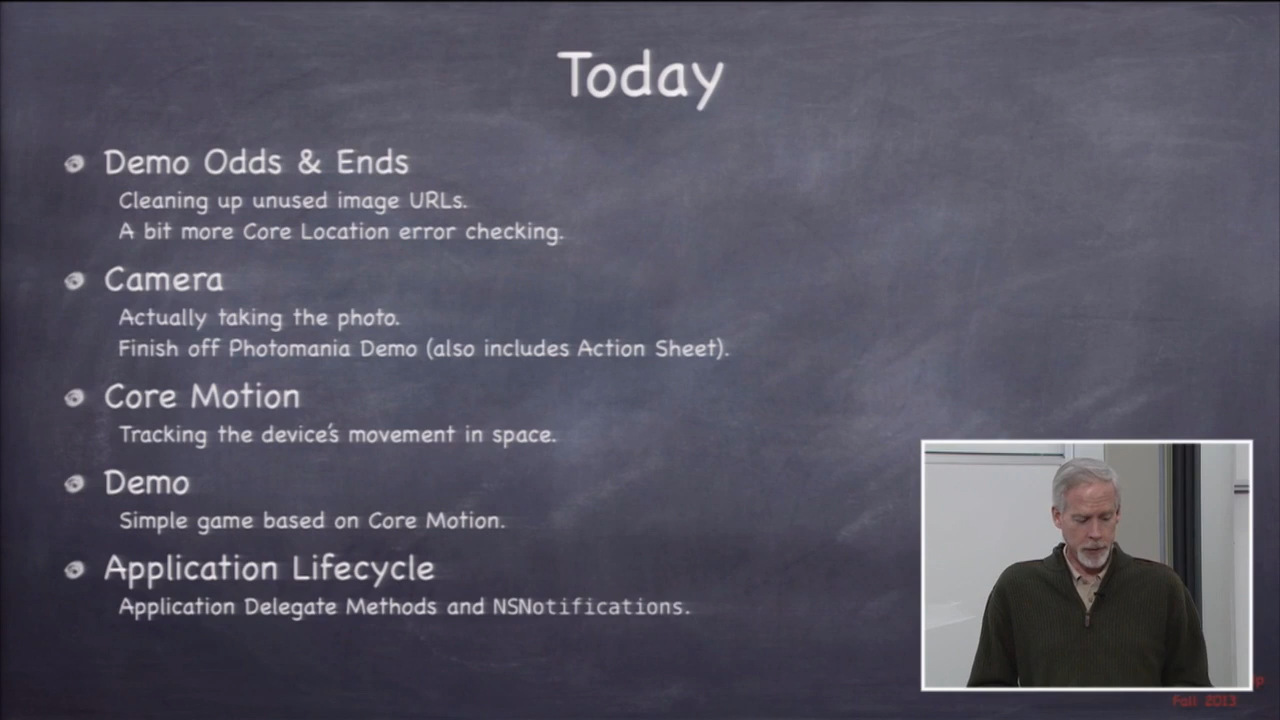 Today
Demo Odds & Ends
Cleaning up unused image URLs.
A bit more Core Location error checking.
Camera
Actually taking the photo.
Finish off Photomania Demo (also includes Action Sheet).
Core Motion
Tracking the device's movement in space.
Demo
Simple game based on Core Motion.
Application Lifecycle
Application Delegate Methods and NSNotifications.
Fall 2013